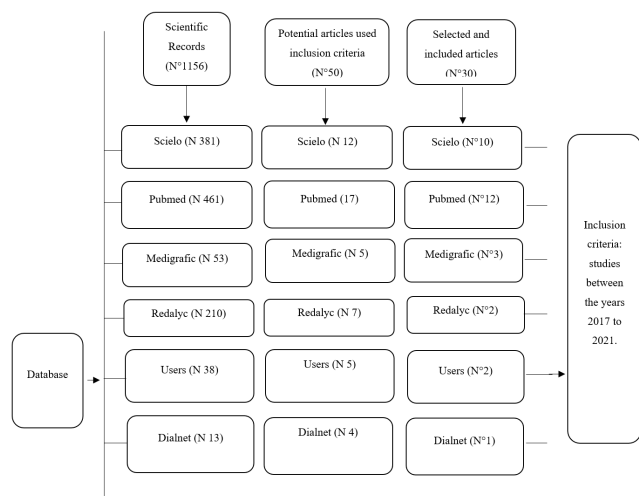 Scientific
Records
(N°1156)
Potential articles used
inclusion criteria
(N°50)
Selected and
included articles
(N°30)
Scielo (N 381)
Scielo (N 12)
Scielo (N°10)
Pubmed (N 461)
Pubmed (17)
Pubmed (N°12)
Medigrafic (N 53)
Medigrafic (N 5)
Medigrafic (N°3)
Redalyc (N 210)
Redalyc (N 7)
Redalyc (N°2)
Users (N 38)
Users (N 5)
Users (N°2)
Dialnet (N 13)
Dialnet (N 4)
Dialnet (N°1)
Database
Inclusion
criteria:
studies
between
the years
2017 to
2021.